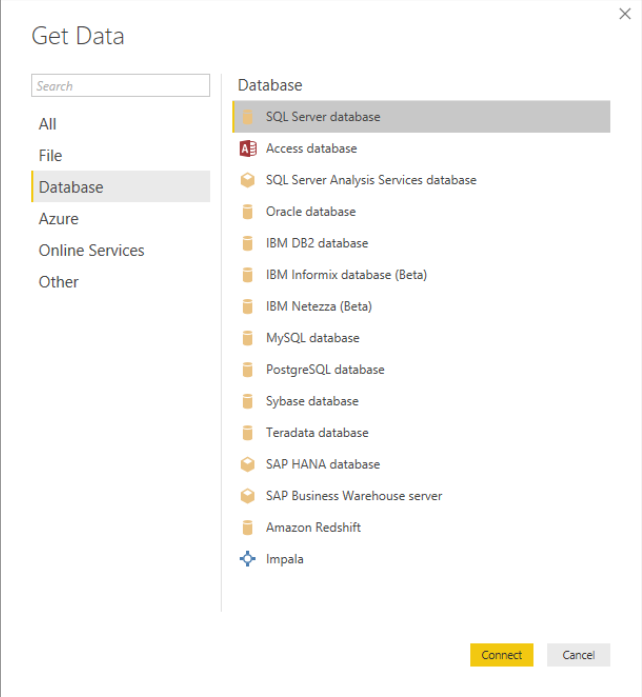 Get Data
Search
All
File
Database
Azure
Online Services
Other
Database
SQL Server database
Access database
SQL Server Analysis Services database
Oracle database
IBM DB2 database
IBM Informix database (Beta)
IBM Netezza (Beta)
MySQL database
PostgreSQL database
Sybase database
Teradata database
SAP HANA database
SAP Business Warehouse server
Amazon Redshift
Impala
Connect
Cancel